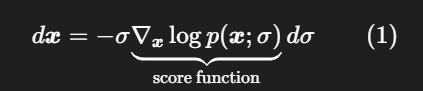 d𝒙 = −σ∇𝒙 log p(𝒙; σ) dσ (1)
score function